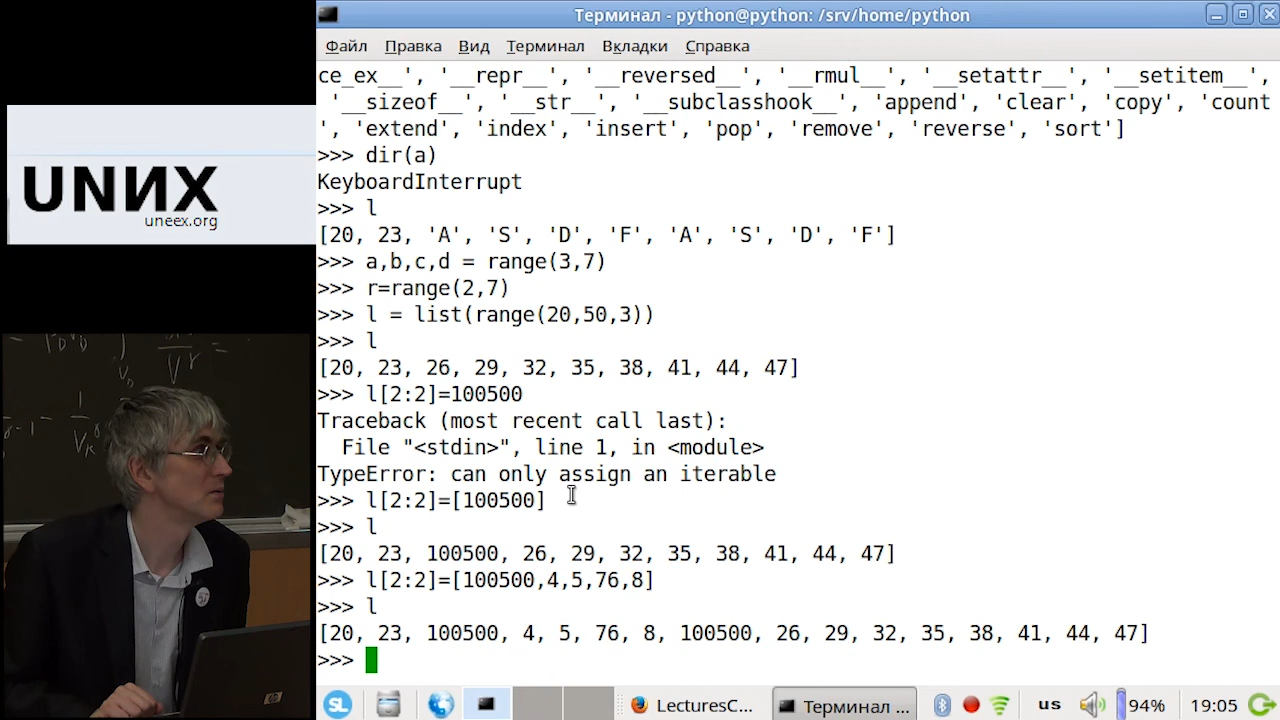 Терминал - python@python: /srv/home/python
Файл Правка Вид Терминал Вкладки Справка
ce_ex__', '__repr__', '__reversed__', '__rmul__', '__setattr__', '__setitem__',
'__sizeof__', '__str__', '__subclasshook__', 'append', 'clear', 'copy', 'count
', 'extend', 'index', 'insert', 'pop', 'remove', 'reverse', 'sort']
>>> dir(a)
KeyboardInterrupt
>>> l
[20, 23, 'A', 'S', 'D', 'F', 'A', 'S', 'D', 'F']
>>> a,b,c,d = range(3,7)
>>> r=range(2,7)
>>> l = list(range(20,50,3))
>>> l
[20, 23, 26, 29, 32, 35, 38, 41, 44, 47]
>>> l[2:2]=100500
Traceback (most recent call last):
  File "<stdin>", line 1, in <module>
TypeError: can only assign an iterable
>>> l[2:2]=[100500]
>>> l
[20, 23, 100500, 26, 29, 32, 35, 38, 41, 44, 47]
>>> l[2:2]=[100500,4,5,76,8]
>>> l
[20, 23, 100500, 4, 5, 76, 8, 100500, 26, 29, 32, 35, 38, 41, 44, 47]
>>>
LecturesC... Терминал ... us 94% 19:05
UNИX
uneex.org